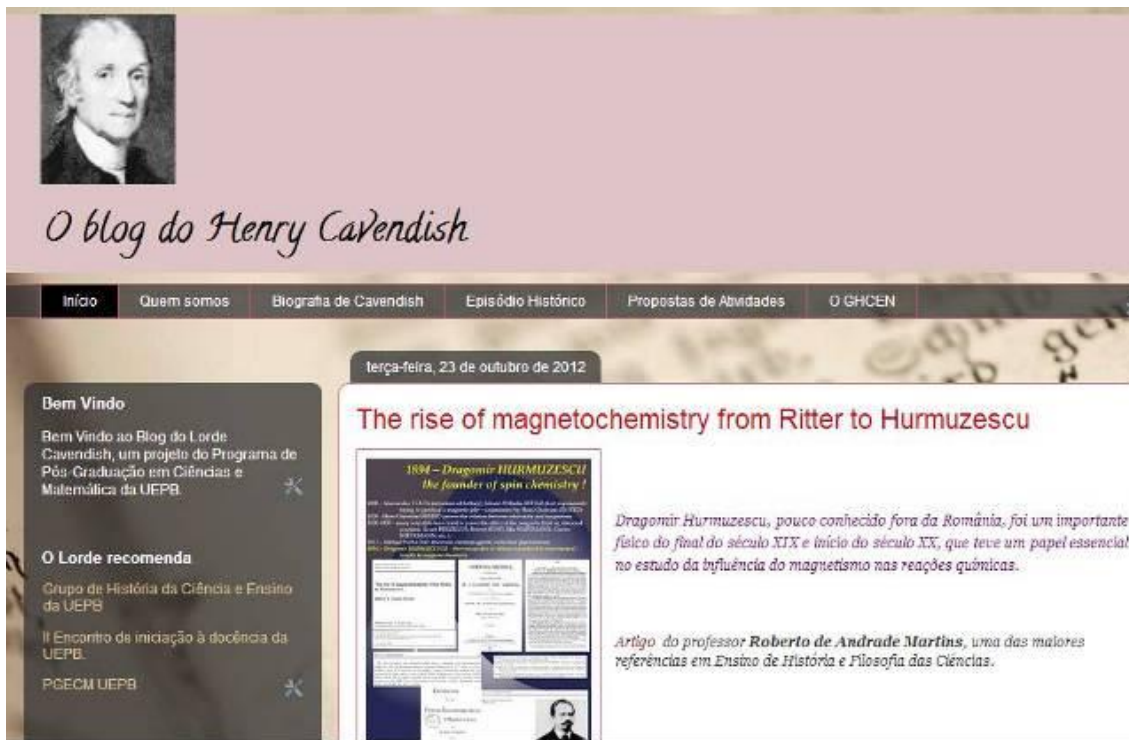 O blog do Henry Cavendish
Início
Quem somos
Biografia de Cavendish
Episódio Histórico
Propostas de Atividades
O GHCEN
terça-feira, 23 de outubro de 2012
Bem Vindo
Bem Vindo ao Blog do Lorde
Cavendish, um projeto do Programa de
Pós-Graduação em Ciências e
Matemática da UEPB.
O Lorde recomenda
Grupo de História da Ciência e Ensino
da UEPB
II Encontro de iniciação à docência da
UEPB.
PGECM UEPB
The rise of magnetochemistry from Ritter to Hurmuzescu
1894 – Dragomir HURMUZESCU
the founder of spin chemistry !
Dragomir Hurmuzescu, pouco conhecido fora da România, foi um importante
físico do final do século XIX e início do século XX, que teve um papel essencial
no estudo da influência do magnetismo nas reações químicas.
Artigo do professor Roberto de Andrade Martins, uma das maiores
referências em Ensino de História e Filosofia das Ciências.